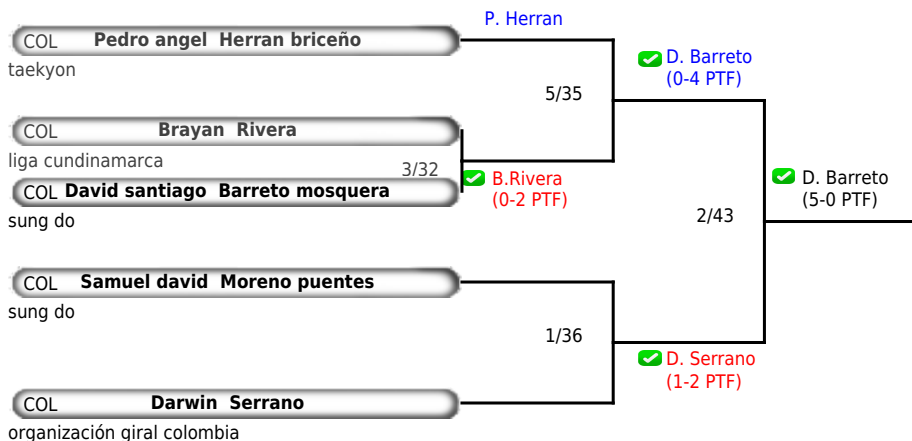 P. Herran
COL Pedro angel Herran briceño
taekyon
D. Barreto
(0-4 PTF)
5/35
COL Brayan Rivera
liga cundinamarca
3/32
B.Rivera
(0-2 PTF)
COL David santiago Barreto mosquera
sung do
D. Barreto
(5-0 PTF)
2/43
COL Samuel david Moreno puentes
sung do
1/36
D. Serrano
(1-2 PTF)
COL Darwin Serrano
organización giral colombia